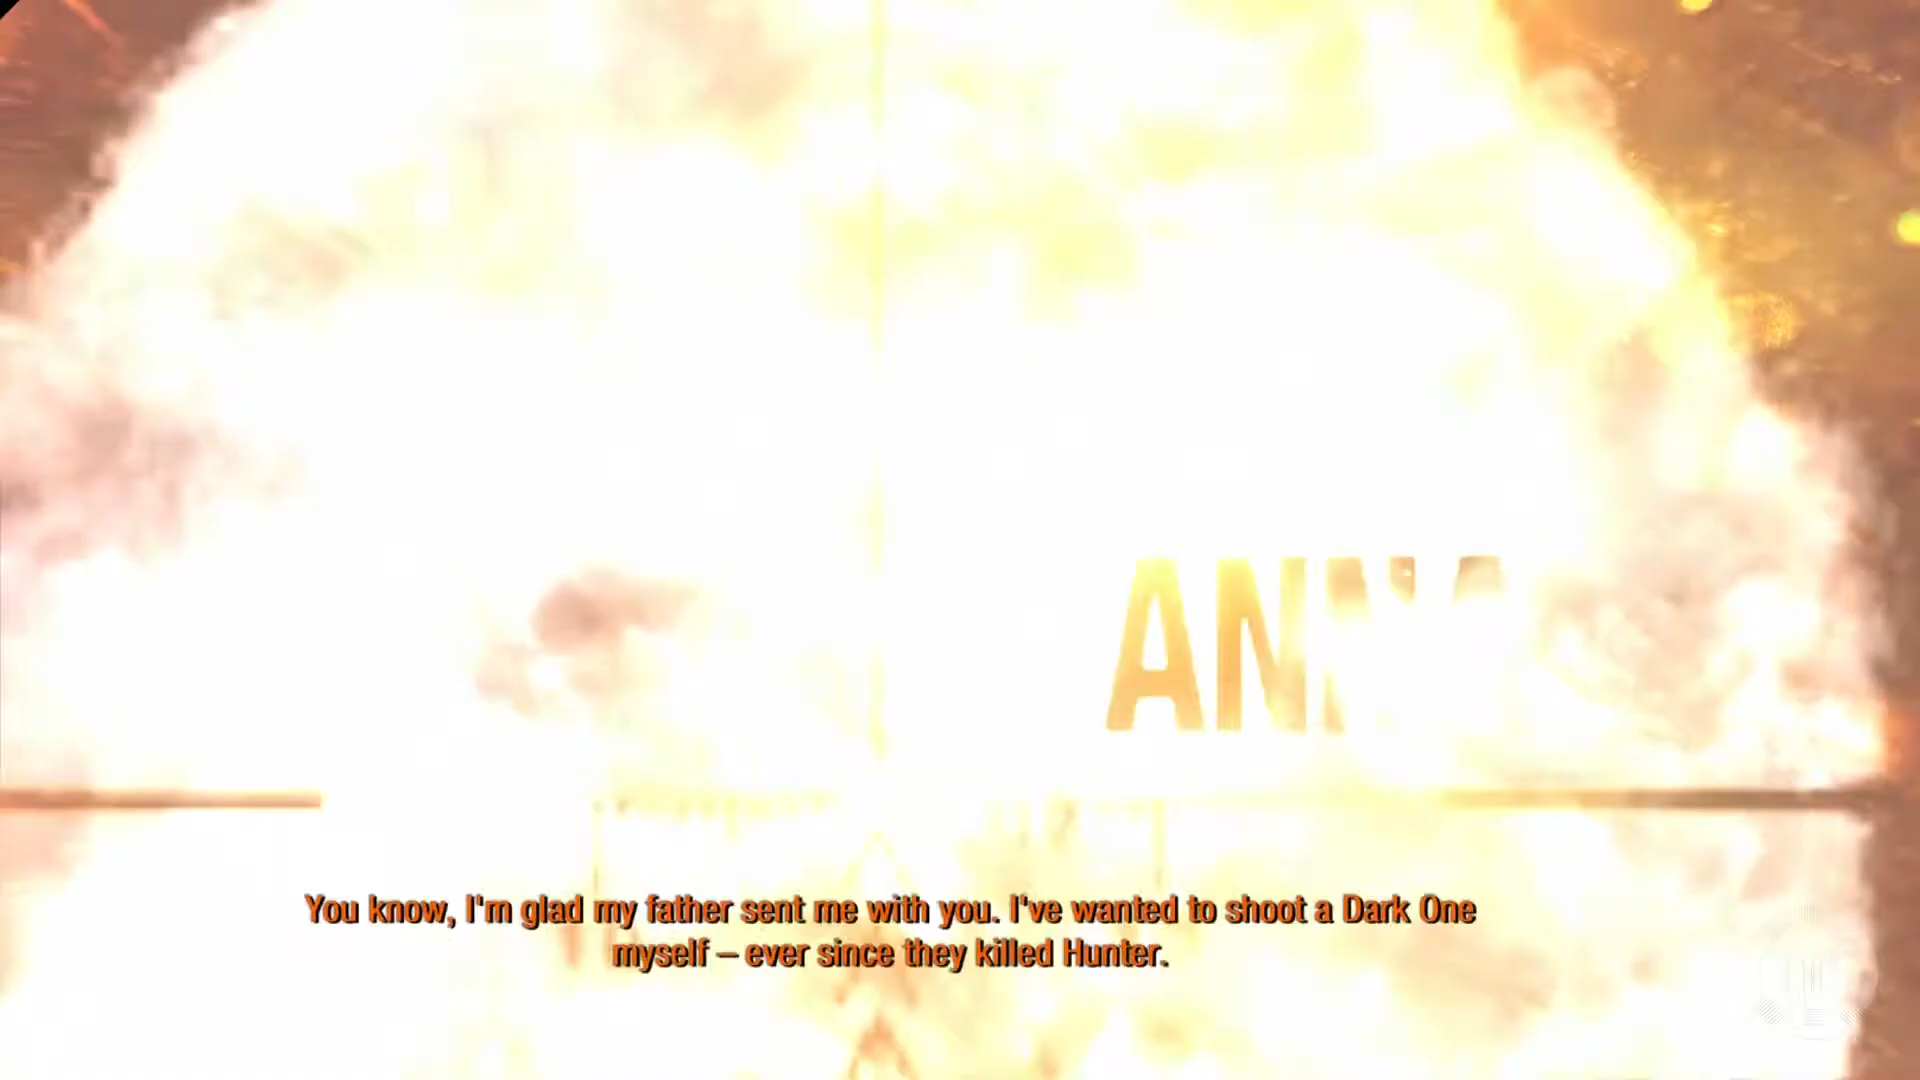 ANNA
You know, I'm glad my father sent me with you. I've wanted to shoot a Dark One
myself – ever since they killed Hunter.